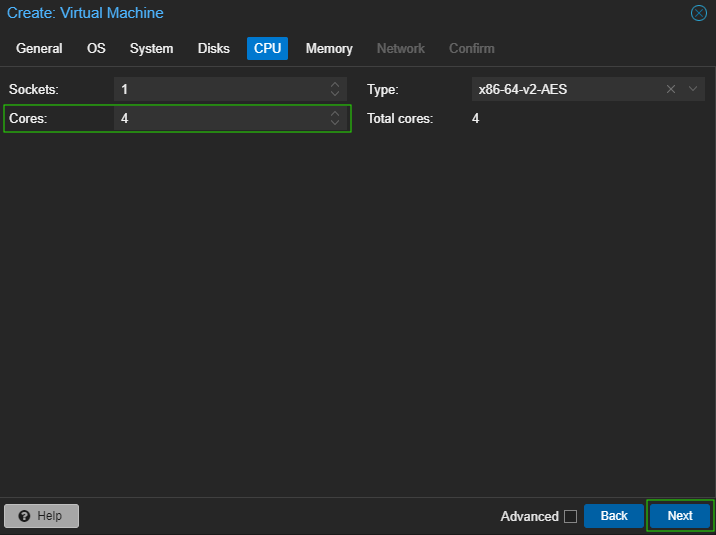 Create: Virtual Machine
General OS System Disks CPU Memory Network Confirm
Sockets: 1 Type: x86-64-v2-AES
Cores: 4 Total cores: 4
Help Advanced Back Next